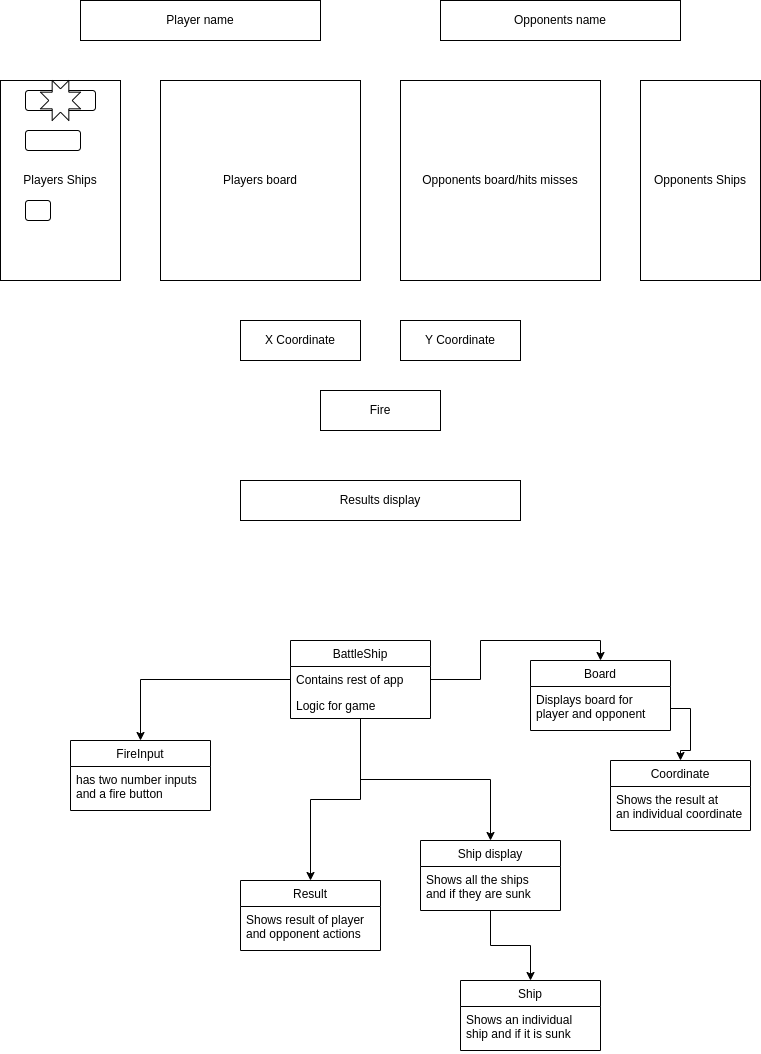 Player name
Opponents name
Players Ships
Players board
Opponents board/hits misses
Opponents Ships
X Coordinate
Y Coordinate
Fire
Results display
BattleShip
Contains rest of app
Logic for game
Board
Displays board for
player and opponent
FireInput
has two number inputs
and a fire button
Coordinate
Shows the result at
an individual coordinate
Ship display
Shows all the ships
and if they are sunk
Result
Shows result of player
and opponent actions
Ship
Shows an individual
ship and if it is sunk